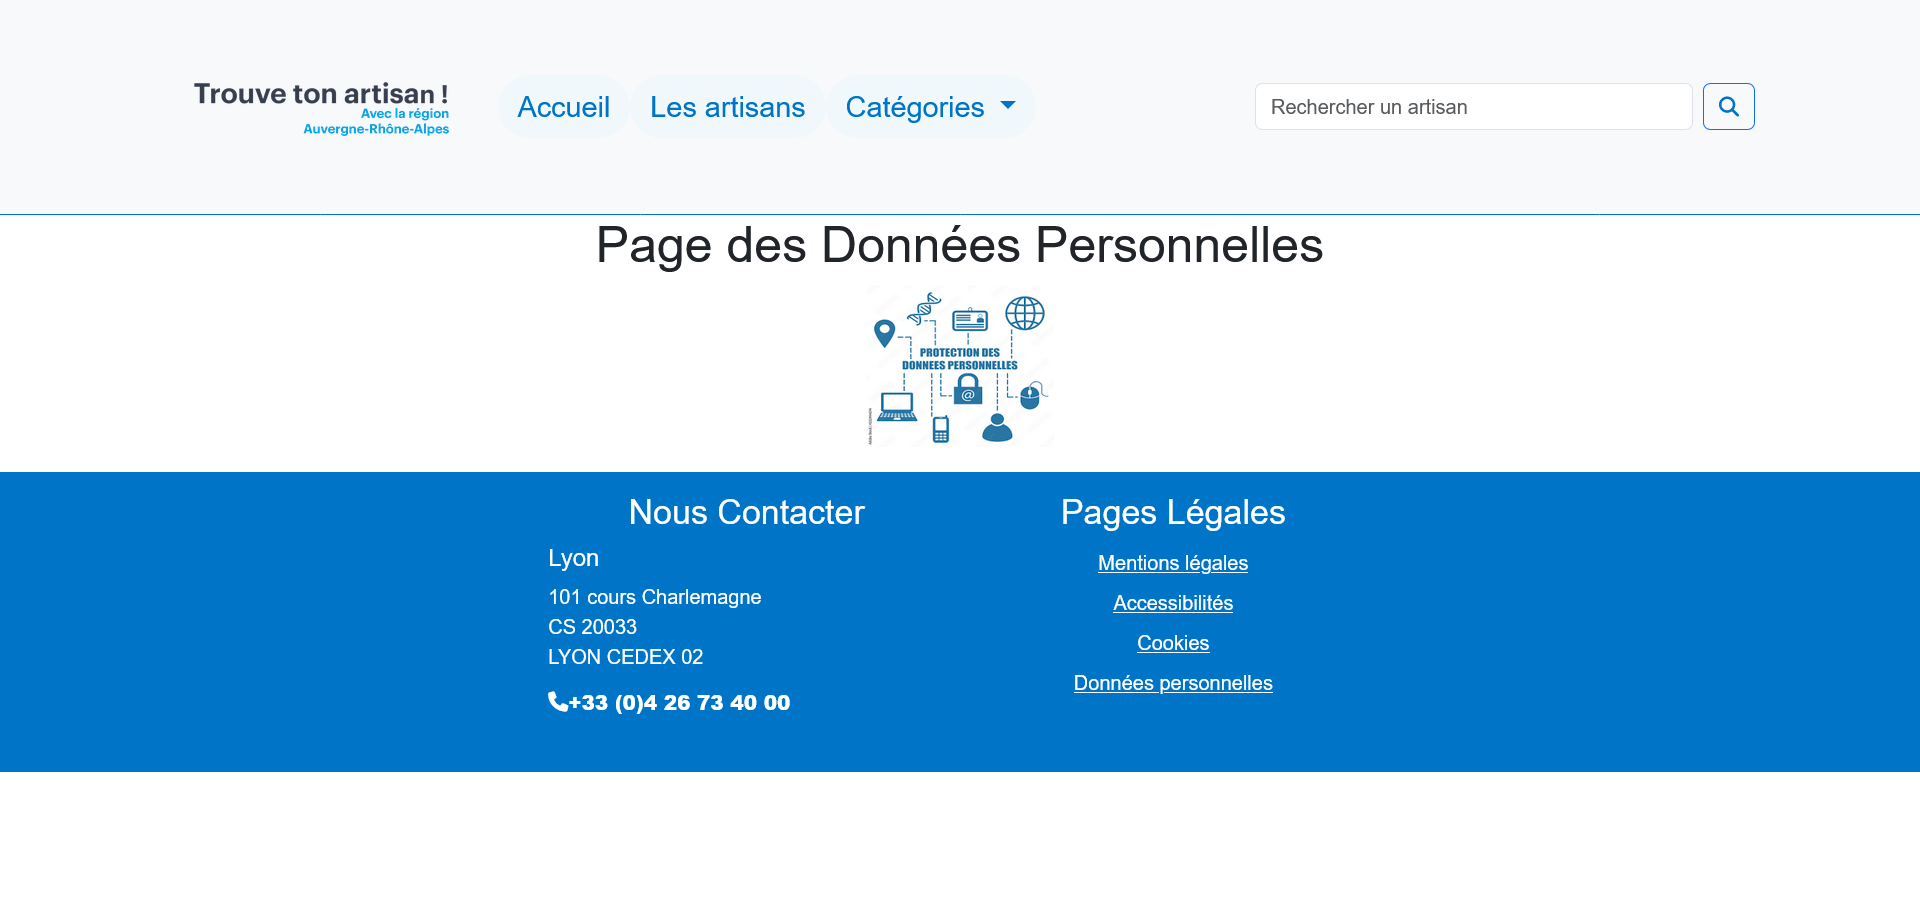 Trouve ton artisan !
Avec la région
Auvergne-Rhône-Alpes
Accueil
Les artisans
Catégories
Rechercher un artisan
Page des Données Personnelles
PROTECTION DES
DONNEES PERSONNELLES
@
Nous Contacter
Lyon
101 cours Charlemagne
CS 20033
LYON CEDEX 02
+33 (0)4 26 73 40 00
Pages Légales
Mentions légales
Accessibilités
Cookies
Données personnelles